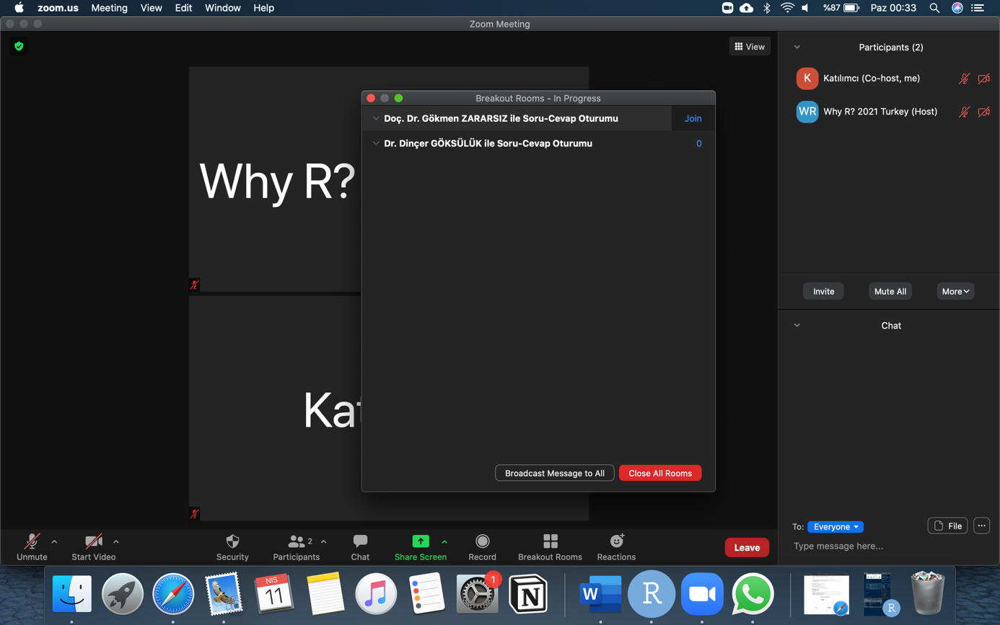 zoom.us Meeting View Edit Window Help %87 Paz 00:33
Zoom Meeting
View
Participants (2)
K Katılımcı (Co-host, me)
WR Why R? 2021 Turkey (Host)
Breakout Rooms - In Progress
Doç. Dr. Gökmen ZARARSIZ ile Soru-Cevap Oturumu Join
Dr. Dinçer GÖKSÜLÜK ile Soru-Cevap Oturumu 0
Why R?
Kat
Invite Mute All More
Chat
Broadcast Message to All Close All Rooms
To: Everyone File
Type message here...
Unmute Start Video Security Participants 2 Chat Share Screen Record Breakout Rooms Reactions Leave
NIS
11
1
N
W
R
R